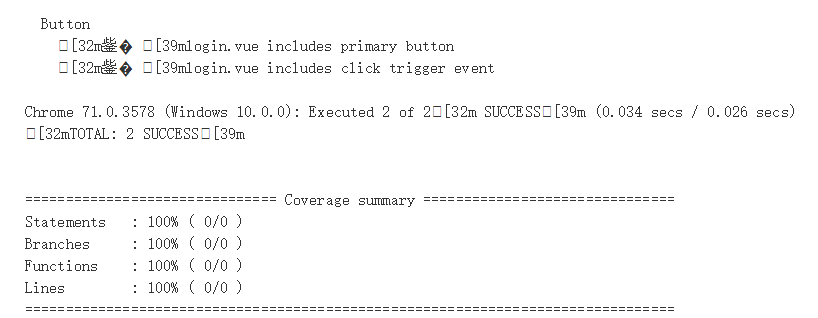 Button
□[32m鉁� □[39mlogin.vue includes primary button
□[32m鉁� □[39mlogin.vue includes click trigger event
Chrome 71.0.3578 (Windows 10.0.0): Executed 2 of 2□[32m SUCCESS□[39m (0.034 secs / 0.026 secs)
□[32mTOTAL: 2 SUCCESS□[39m
=============================== Coverage summary ===============================
Statements   : 100% ( 0/0 )
Branches     : 100% ( 0/0 )
Functions    : 100% ( 0/0 )
Lines        : 100% ( 0/0 )
================================================================================